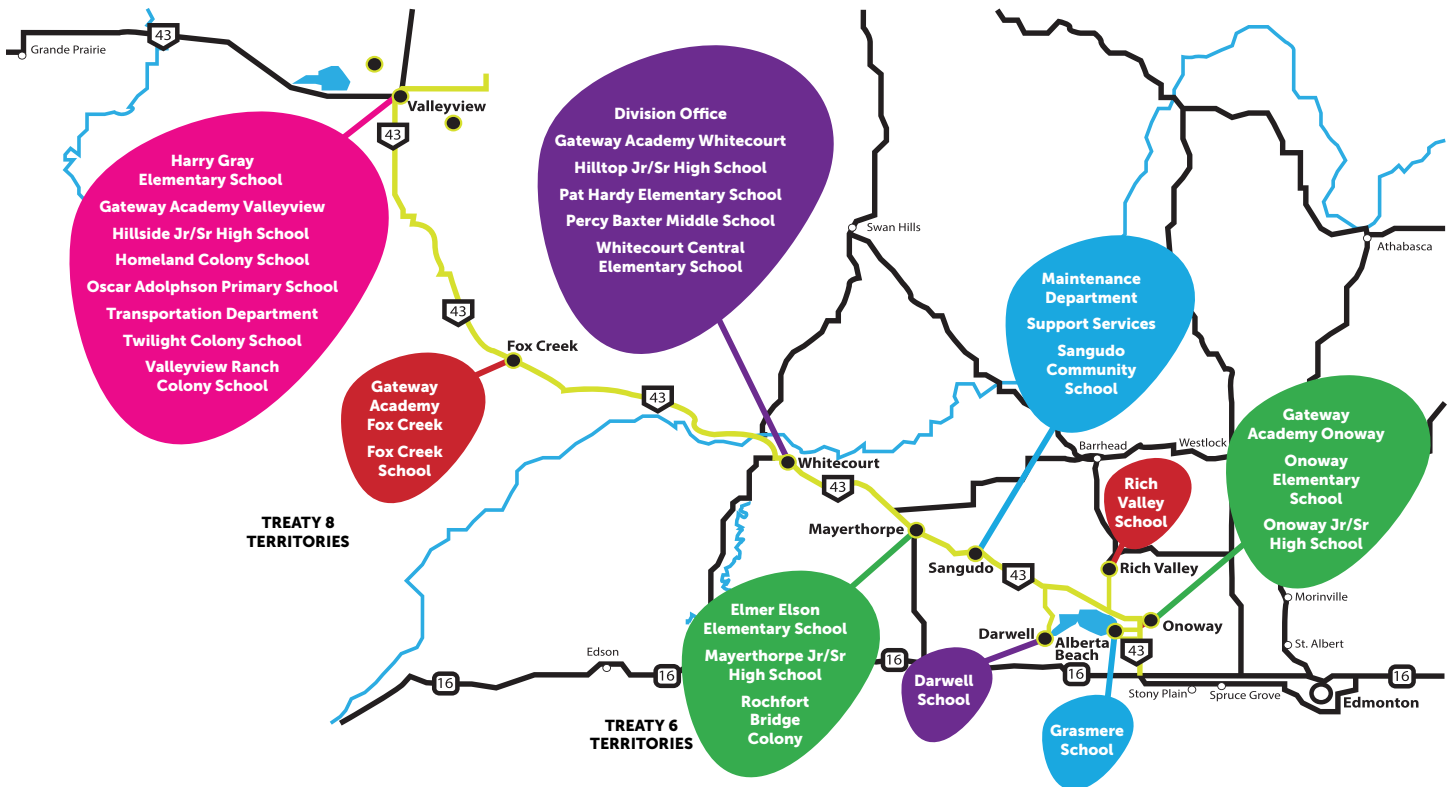 43
Grande Prairie
Valleyview
43
Harry Gray
Elementary School
Gateway Academy Valleyview
Hillside Jr/Sr High School
Homeland Colony School
Oscar Adolphson Primary School
Transportation Department
Twilight Colony School
Valleyview Ranch
Colony School
43
Fox Creek
Gateway
Academy
Fox Creek
Fox Creek
School
43
Division Office
Gateway Academy Whitecourt
Hilltop Jr/Sr High School
Pat Hardy Elementary School
Percy Baxter Middle School
Whitecourt Central
Elementary School
Whitecourt
43
Swan Hills
Athabasca
Maintenance
Department
Support Services
Sangudo
Community
School
Barrhead
Westlock
Gateway
Academy Onoway
Onoway
Elementary
School
Onoway Jr/Sr
High School
Rich
Valley
School
Rich Valley
Mayerthorpe
Sangudo
43
TREATY 8
TERRITORIES
Elmer Elson
Elementary School
Mayerthorpe Jr/Sr
High School
Rochfort
Bridge
Colony
Darwell
Alberta
Beach
Onoway
43
Morinville
St. Albert
Edson
16
16
16
16
16
Darwell
School
Stony Plain
Spruce Grove
Edmonton
Grasmere
School
TREATY 6
TERRITORIES